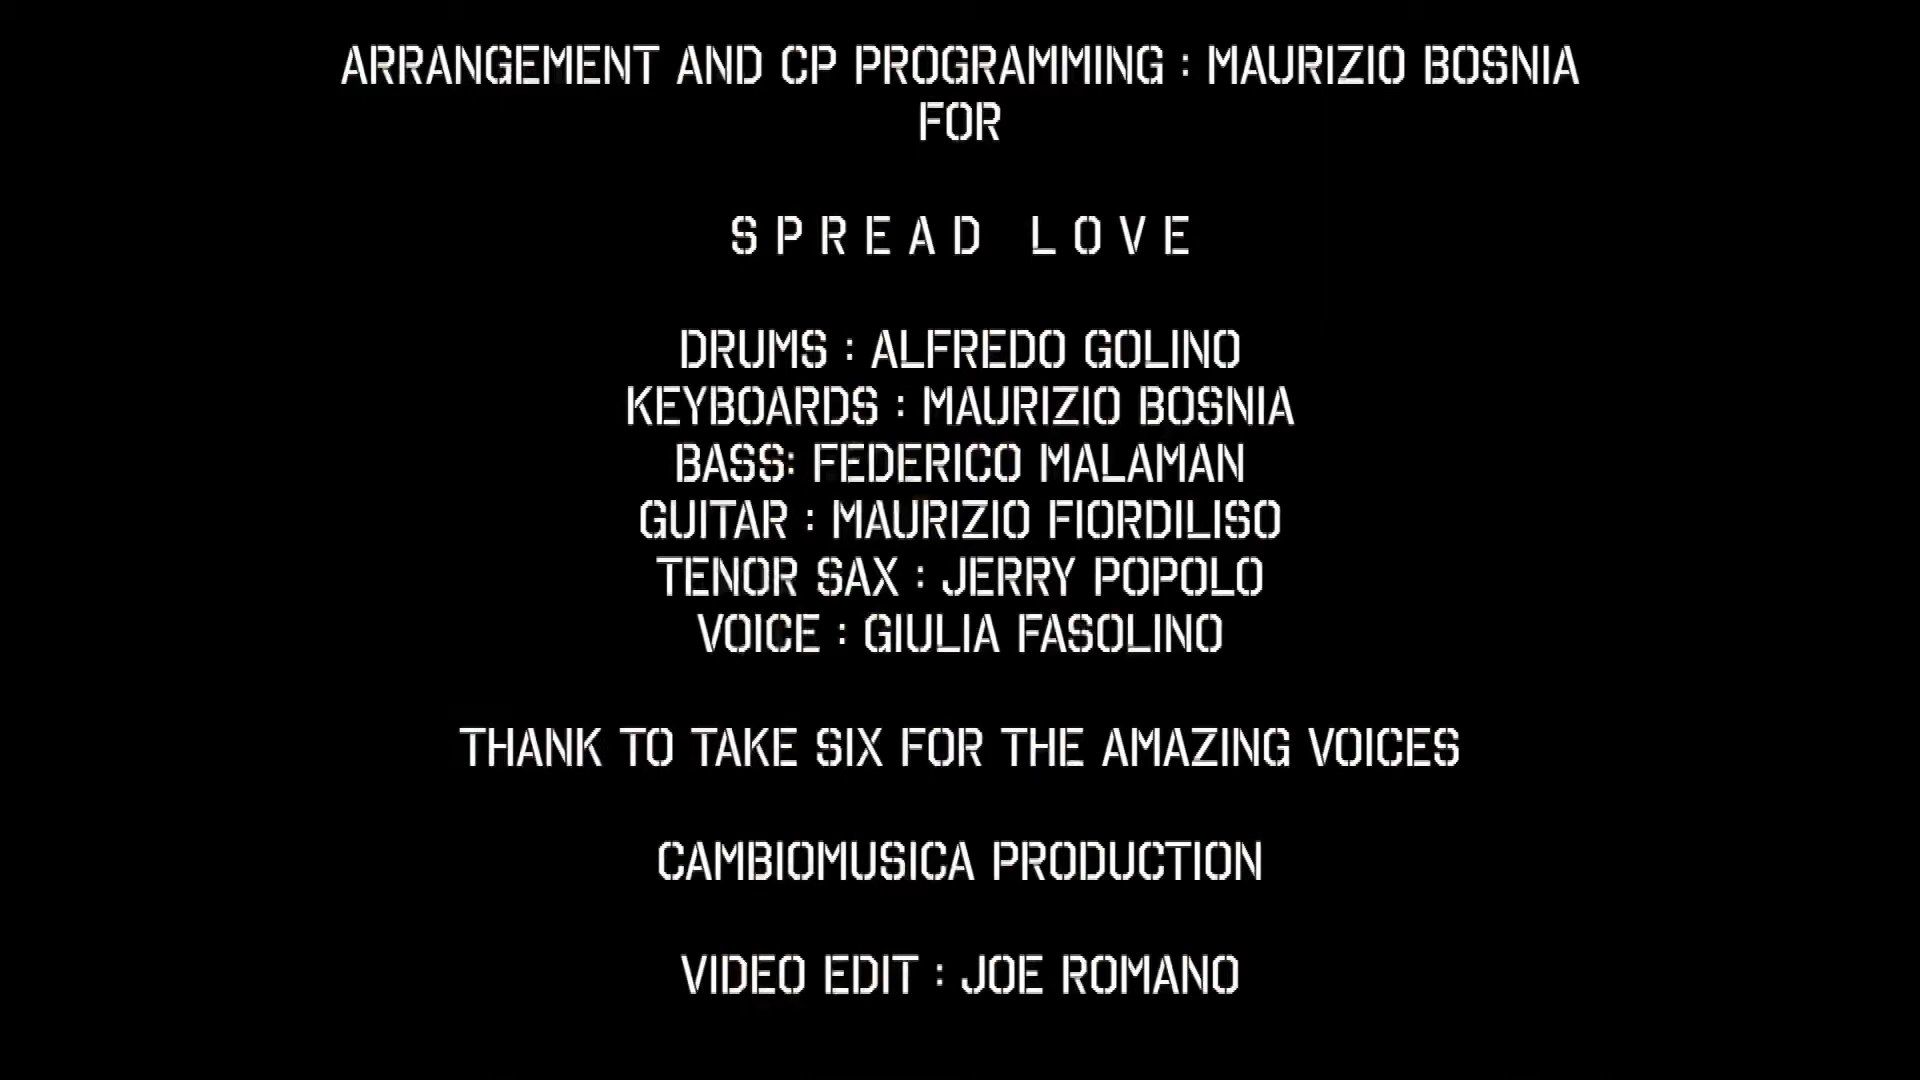 ARRANGEMENT AND CP PROGRAMMING : MAURIZIO BOSNIA
FOR
S P R E A D  L O V E
DRUMS : ALFREDO GOLINO
KEYBOARDS : MAURIZIO BOSNIA
BASS: FEDERICO MALAMAN
GUITAR : MAURIZIO FIORDILISO
TENOR SAX : JERRY POPOLO
VOICE : GIULIA FASOLINO
THANK TO TAKE SIX FOR THE AMAZING VOICES
CAMBIOMUSICA PRODUCTION
VIDEO EDIT : JOE ROMANO